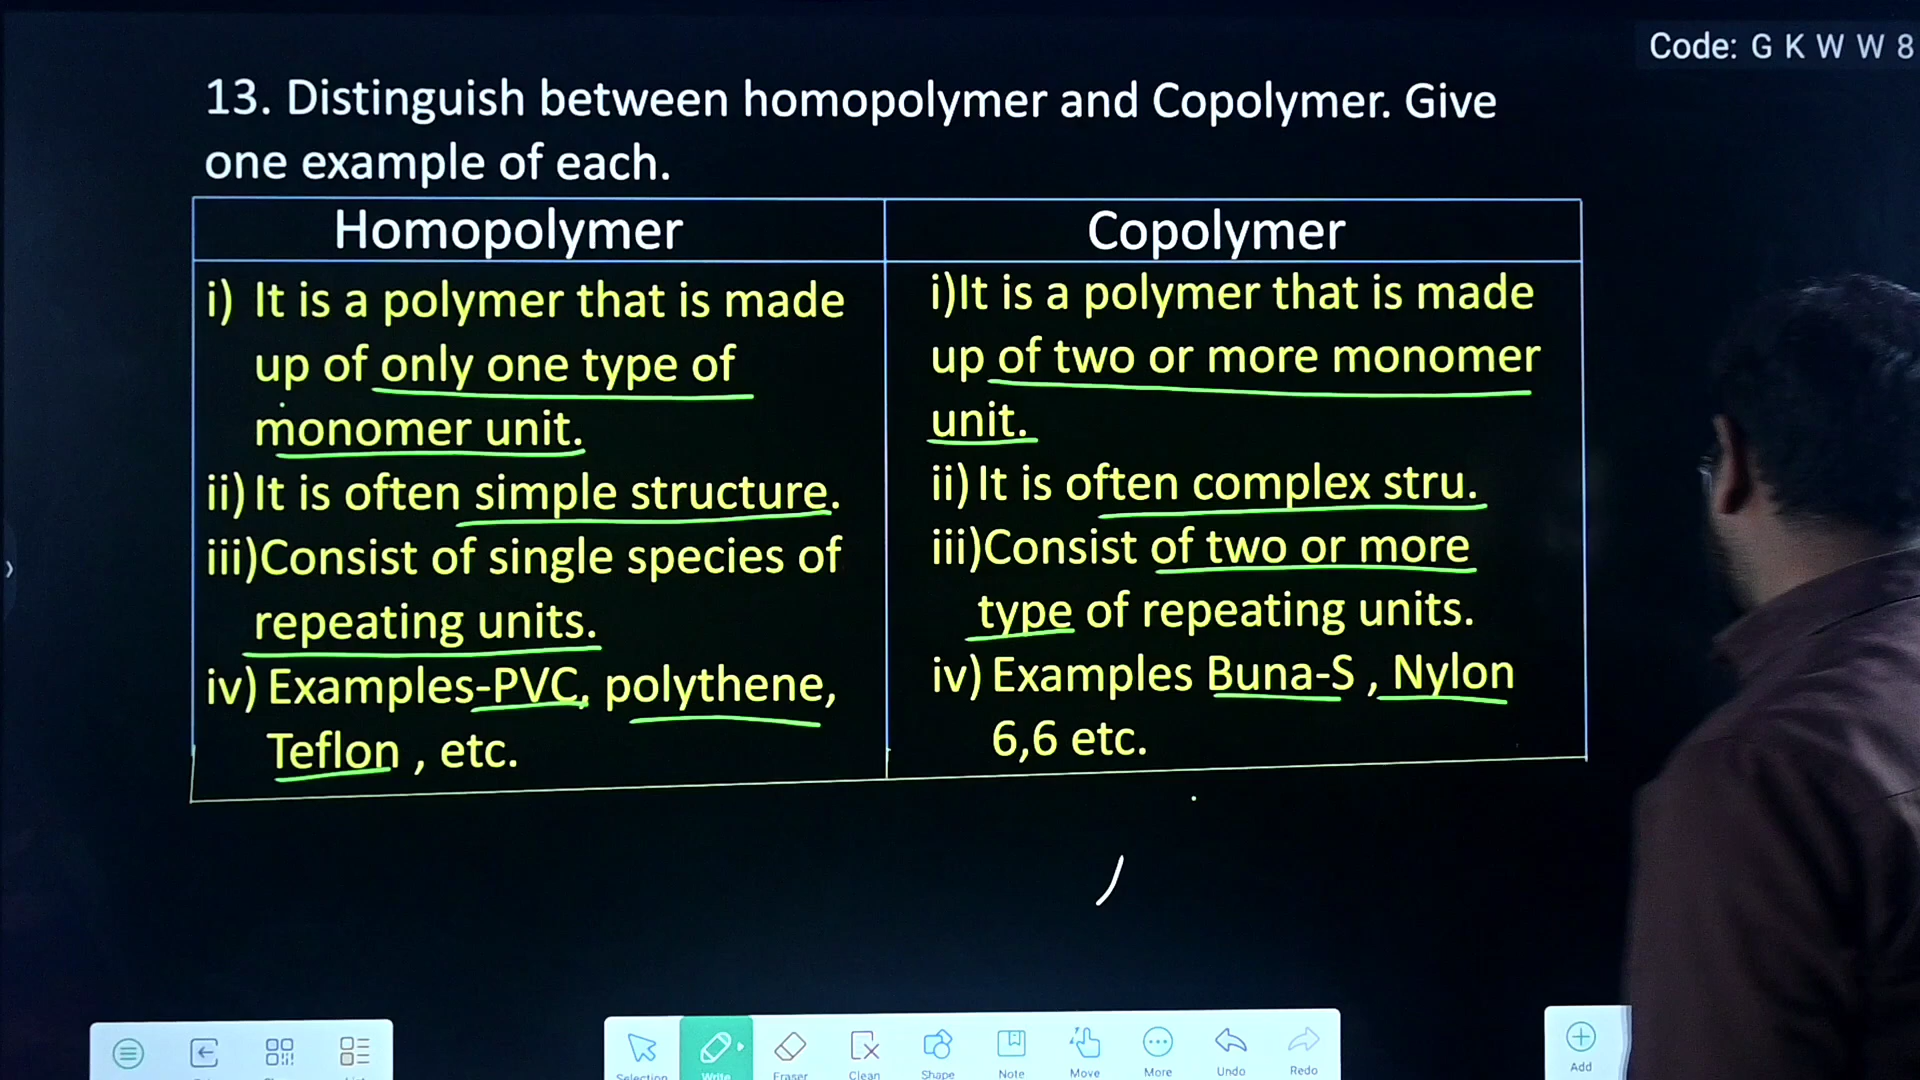 Code: G K W W 8
13. Distinguish between homopolymer and Copolymer. Give
one example of each.
Homopolymer
i) It is a polymer that is made
up of only one type of
monomer unit.
ii) It is often simple structure.
iii)Consist of single species of
repeating units.
iv) Examples-PVC, polythene,
Teflon , etc.
Copolymer
i)It is a polymer that is made
up of two or more monomer
unit.
ii) It is often complex stru.
iii)Consist of two or more
type of repeating units.
iv) Examples Buna-S , Nylon
6,6 etc.
Selection Write Eraser Clean Shape Note Move More Undo Redo
Add